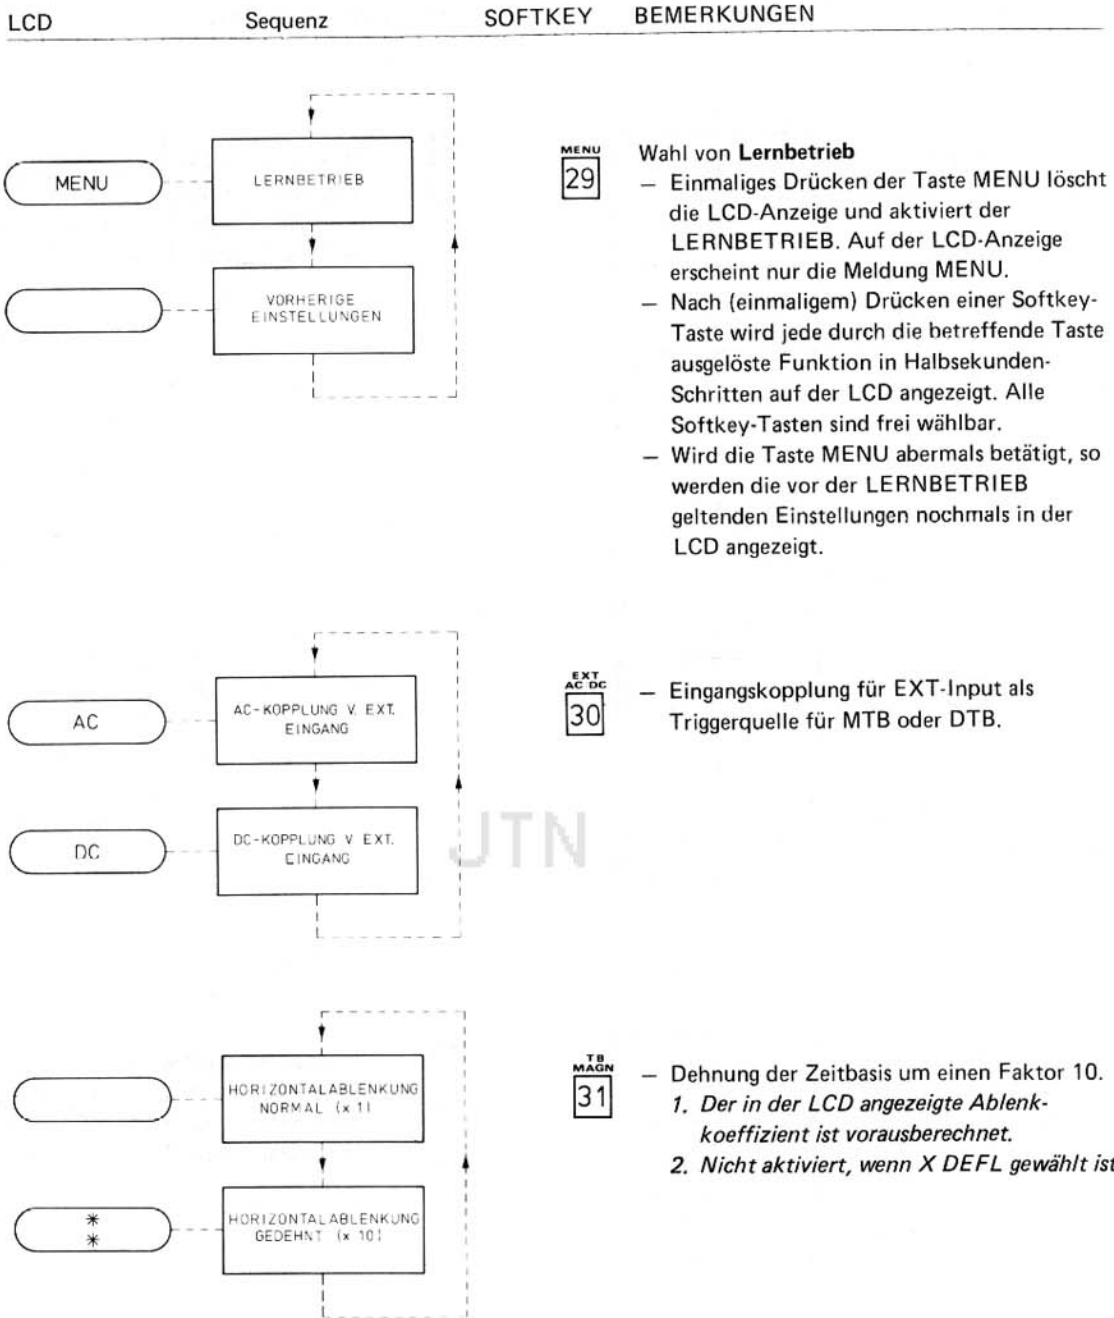 LCD Sequenz SOFTKEY BEMERKUNGEN
MENU
LERNBETRIEB
VORHERIGE
EINSTELLUNGEN
MENU
29
Wahl von Lernbetrieb
— Einmaliges Drücken der Taste MENU löscht
die LCD-Anzeige und aktiviert der
LERNBETRIEB. Auf der LCD-Anzeige
erscheint nur die Meldung MENU.
— Nach (einmaligem) Drücken einer Softkey-
Taste wird jede durch die betreffende Taste
ausgelöste Funktion in Halbsekunden-
Schritten auf der LCD angezeigt. Alle
Softkey-Tasten sind frei wählbar.
— Wird die Taste MENU abermals betätigt, so
werden die vor der LERNBETRIEB
geltenden Einstellungen nochmals in der
LCD angezeigt.
AC
AC-KOPPLUNG V. EXT.
EINGANG
DC
DC-KOPPLUNG V EXT.
EINGANG
EXT
AC DC
30
— Eingangskopplung für EXT-Input als
Triggerquelle für MTB oder DTB.
JTN
HORIZONTALABLENKUNG
NORMAL (x 1)
*
*
HORIZONTALABLENKUNG
GEDEHNT (x 10)
TB
MAGN
31
— Dehnung der Zeitbasis um einen Faktor 10.
1. Der in der LCD angezeigte Ablenk-
koeffizient ist vorausberechnet.
2. Nicht aktiviert, wenn X DEFL gewählt ist